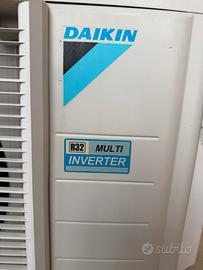 DAIKIN
R32 MULTI
INVERTER
subito